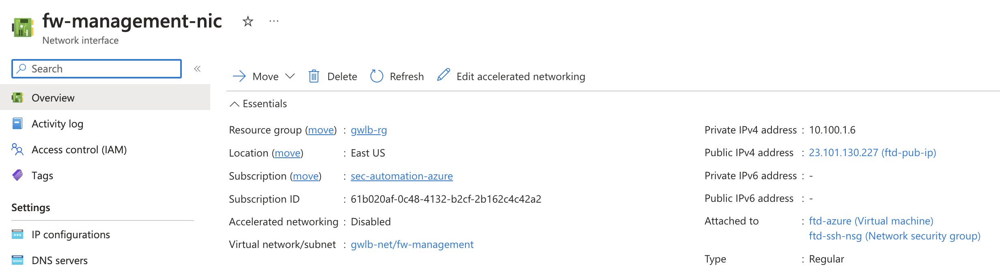 fw-management-nic
Network interface
Search
Overview
Activity log
Access control (IAM)
Tags
Settings
IP configurations
DNS servers
Move
Delete
Refresh
Edit accelerated networking
Essentials
Resource group (move) : gwlb-rg
Location (move) : East US
Subscription (move) : sec-automation-azure
Subscription ID : 61b020af-0c48-4132-b2cf-2b162c4c42a2
Accelerated networking : Disabled
Virtual network/subnet : gwlb-net/fw-management
Private IPv4 address : 10.100.1.6
Public IPv4 address : 23.101.130.227 (ftd-pub-ip)
Private IPv6 address : -
Public IPv6 address : -
Attached to : ftd-azure (Virtual machine)
ftd-ssh-nsg (Network security group)
Type : Regular